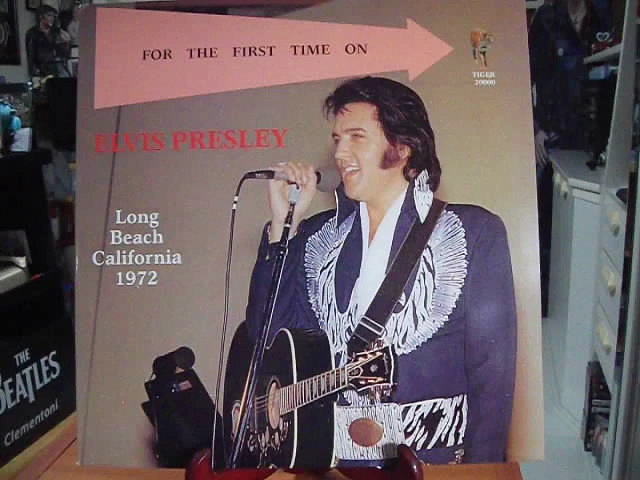 FOR THE FIRST TIME ON
TIGER
20000
ELVIS PRESLEY
Long
Beach
California
1972
THE
BEATLES
Clementoni